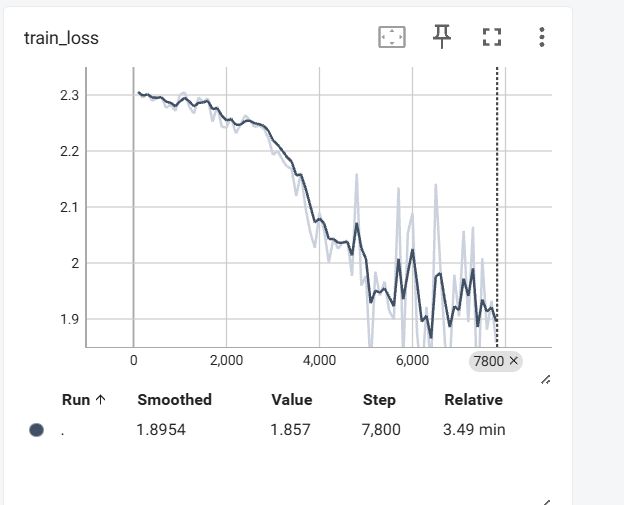 train_loss
2.3
2.2
2.1
2
1.9
0 2,000 4,000 6,000 7800 ×
Run ↑ Smoothed Value Step Relative
. 1.8954 1.857 7,800 3.49 min